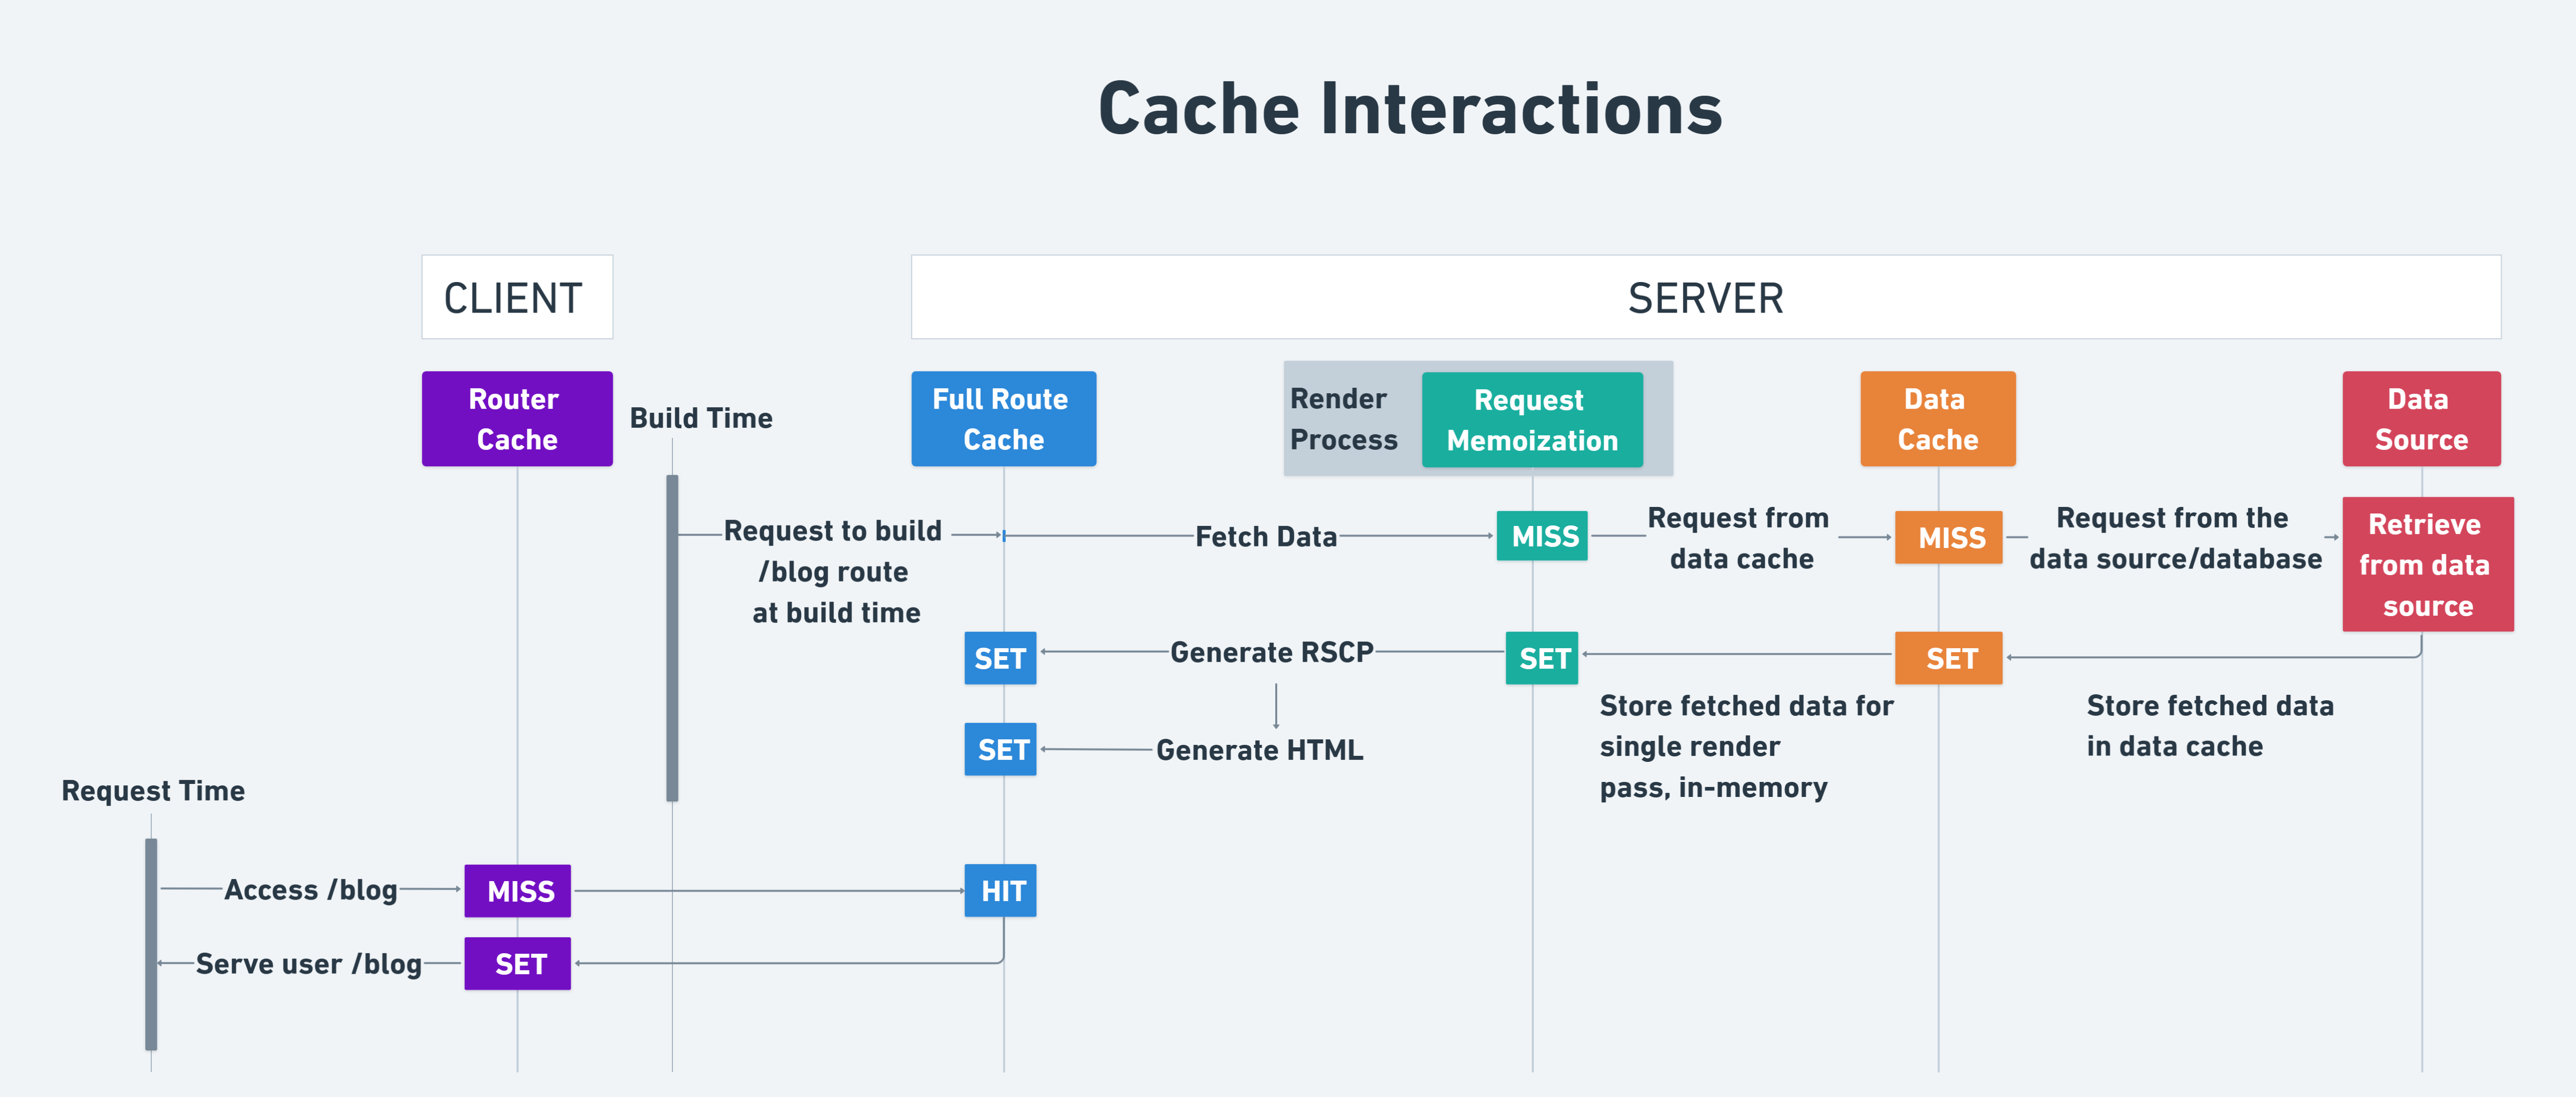 Cache Interactions
CLIENT
SERVER
Router
Cache
Build Time
Full Route
Cache
Render
Process
Request
Memoization
Data
Cache
Data
Source
Request to build
/blog route
at build time
Fetch Data
MISS
Request from
data cache
MISS
Request from the
data source/database
Retrieve
from data
source
SET
Generate RSCP
SET
SET
SET
Generate HTML
Store fetched data for
single render
pass, in-memory
Store fetched data
in data cache
Request Time
Access /blog
MISS
HIT
Serve user /blog
SET